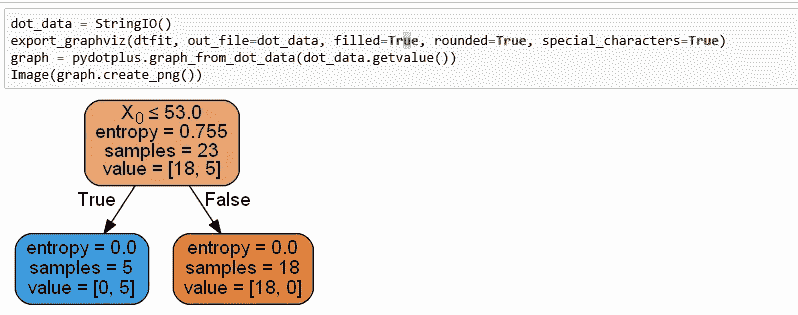 dot_data = StringIO()
export_graphviz(dtfit, out_file=dot_data, filled=True, rounded=True, special_characters=True)
graph = pydotplus.graph_from_dot_data(dot_data.getvalue())
Image(graph.create_png())
X₀ ≤ 53.0
entropy = 0.755
samples = 23
value = [18, 5]
True
False
entropy = 0.0
samples = 5
value = [0, 5]
entropy = 0.0
samples = 18
value = [18, 0]